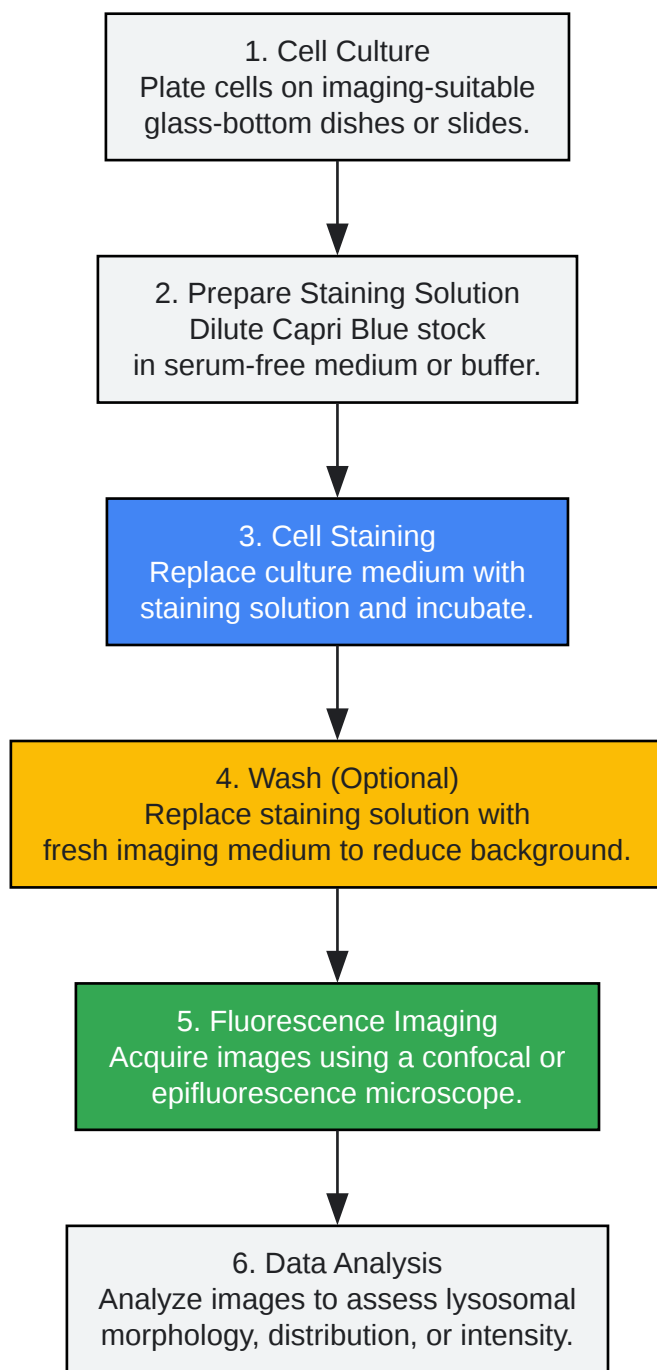 1. Cell Culture
Plate cells on imaging-suitable
glass-bottom dishes or slides.
2. Prepare Staining Solution
Dilute Capri Blue stock
in serum-free medium or buffer.
3. Cell Staining
Replace culture medium with
staining solution and incubate.
4. Wash (Optional)
Replace staining solution with
fresh imaging medium to reduce background.
5. Fluorescence Imaging
Acquire images using a confocal or
epifluorescence microscope.
6. Data Analysis
Analyze images to assess lysosomal
morphology, distribution, or intensity.